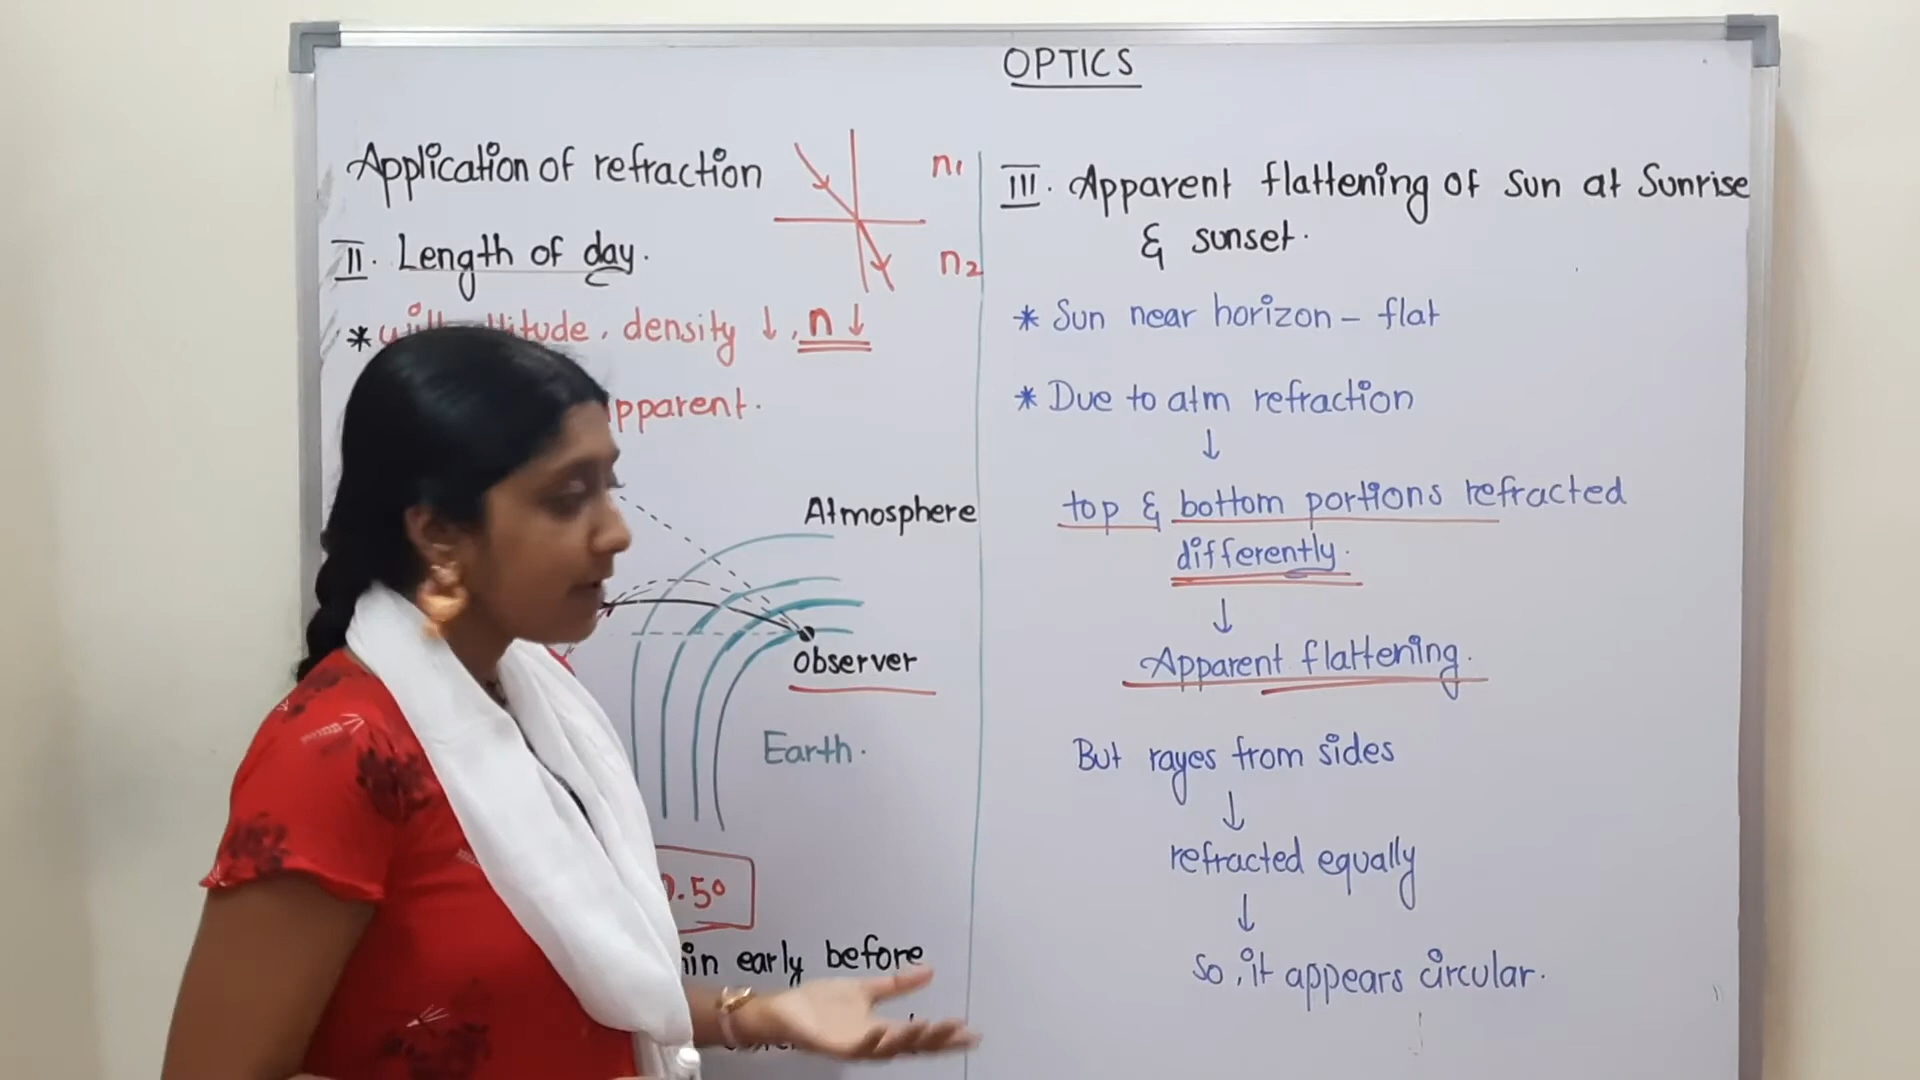 OPTICS
Application of refraction
n1
n2
II. Length of day.
* density ↓, n ↓
pparent.
Atmosphere
Observer
Earth.
.5°
in early before
III. Apparent flattening of Sun at Sunrise
& sunset.
* Sun near horizon - flat
* Due to atm refraction
↓
top & bottom portions refracted
differently.
↓
Apparent flattening.
But rayes from sides
↓
refracted equally
↓
So, it appears circular.